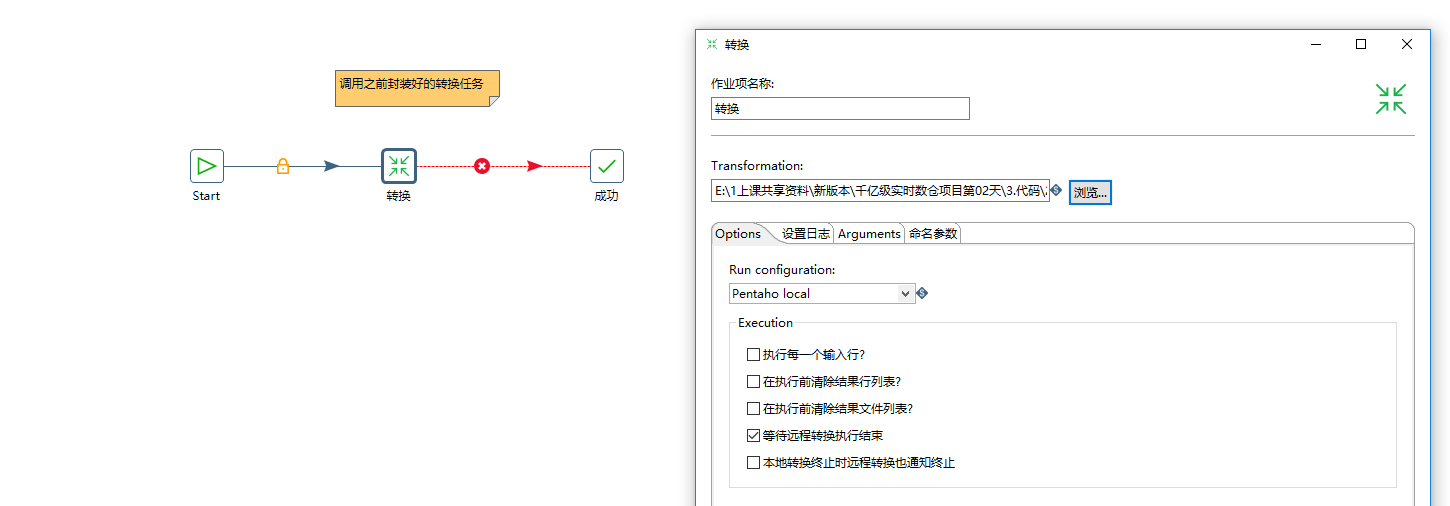 调用之前封装好的转换任务
Start
转换
成功
转换
作业项名称:
转换
Transformation:
E:\1上课共享资料\新版本\千亿级实时数仓项目第02天\3.代码\
浏览...
Options
设置日志
Arguments
命名参数
Run configuration:
Pentaho local
Execution
执行每一个输入行?
在执行前清除结果行列表?
在执行前清除结果文件列表?
等待远程转换执行结束
本地转换终止时远程转换也通知终止